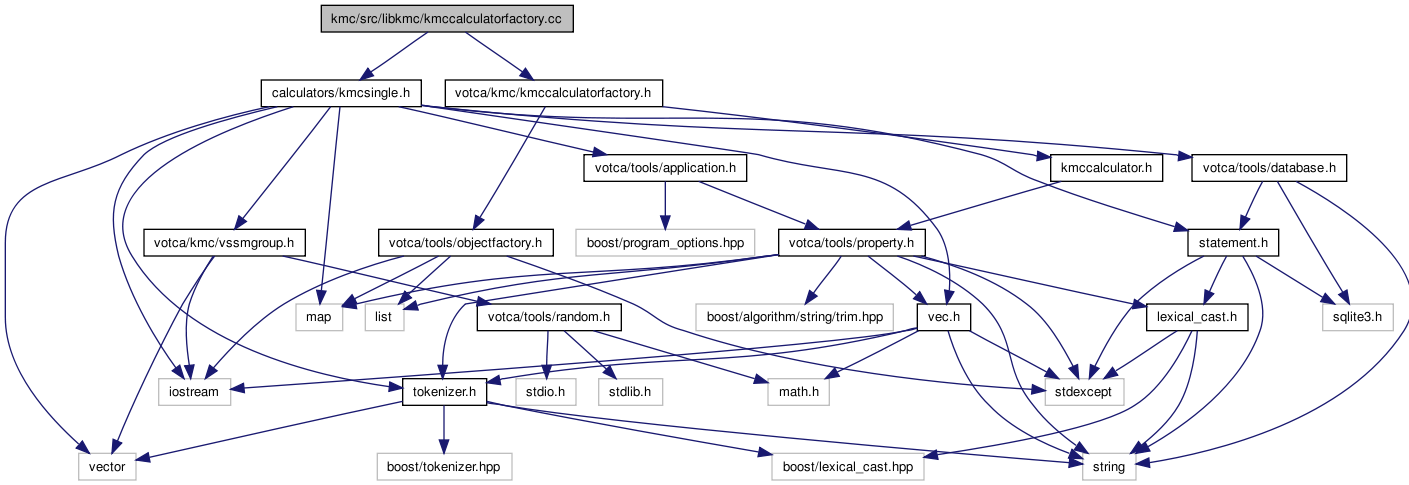 kmc/src/libkmc/kmccalculatorfactory.cc
calculators/kmcsingle.h
votca/kmc/kmccalculatorfactory.h
votca/tools/application.h
kmccalculator.h
votca/tools/database.h
votca/kmc/vssmgroup.h
votca/tools/objectfactory.h
boost/program_options.hpp
votca/tools/property.h
statement.h
map
list
votca/tools/random.h
boost/algorithm/string/trim.hpp
vec.h
lexical_cast.h
sqlite3.h
iostream
tokenizer.h
stdio.h
stdlib.h
math.h
stdexcept
vector
boost/tokenizer.hpp
boost/lexical_cast.hpp
string